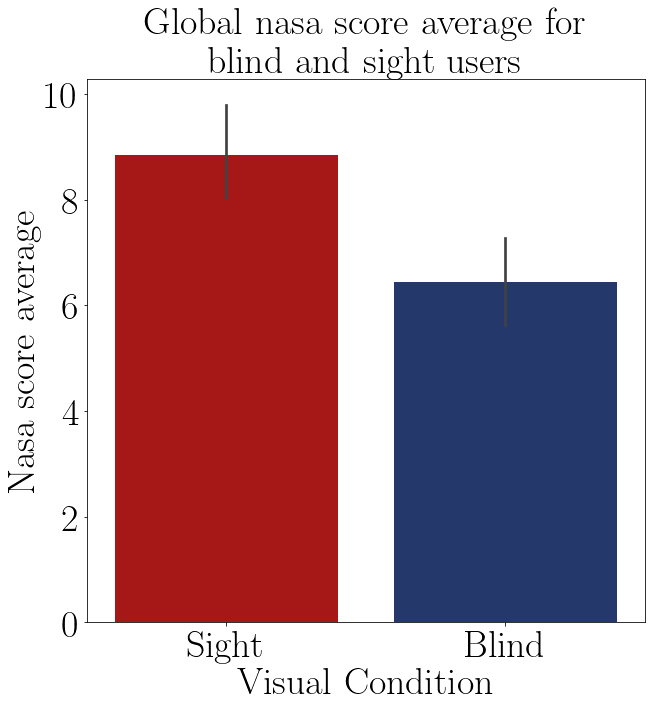 Global nasa score average for
blind and sight users
10
8
6
4
2
0
Nasa score average
Sight Blind
Visual Condition